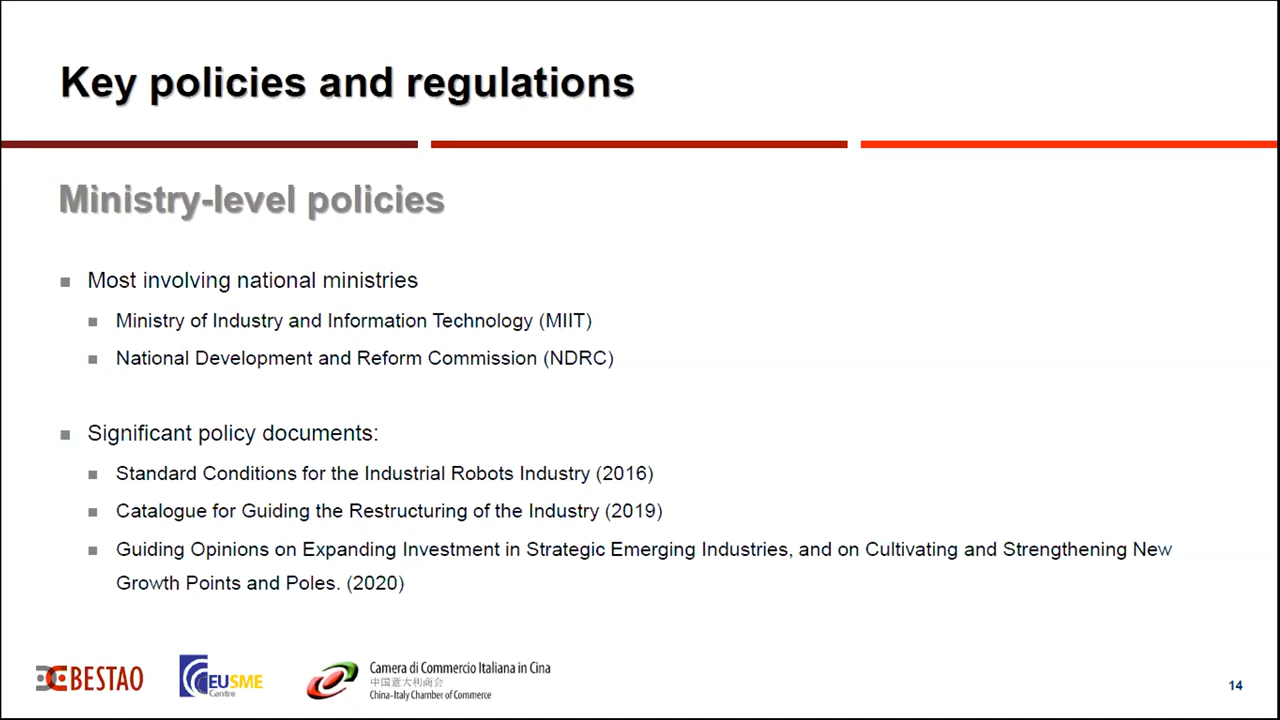 Key policies and regulations
Ministry-level policies
Most involving national ministries
Ministry of Industry and Information Technology (MIIT)
National Development and Reform Commission (NDRC)
Significant policy documents:
Standard Conditions for the Industrial Robots Industry (2016)
Catalogue for Guiding the Restructuring of the Industry (2019)
Guiding Opinions on Expanding Investment in Strategic Emerging Industries, and on Cultivating and Strengthening New
Growth Points and Poles. (2020)
BESTAO
EUSME
Centre
Camera di Commercio Italiana in Cina
中国意大利商会
China-Italy Chamber of Commerce
14